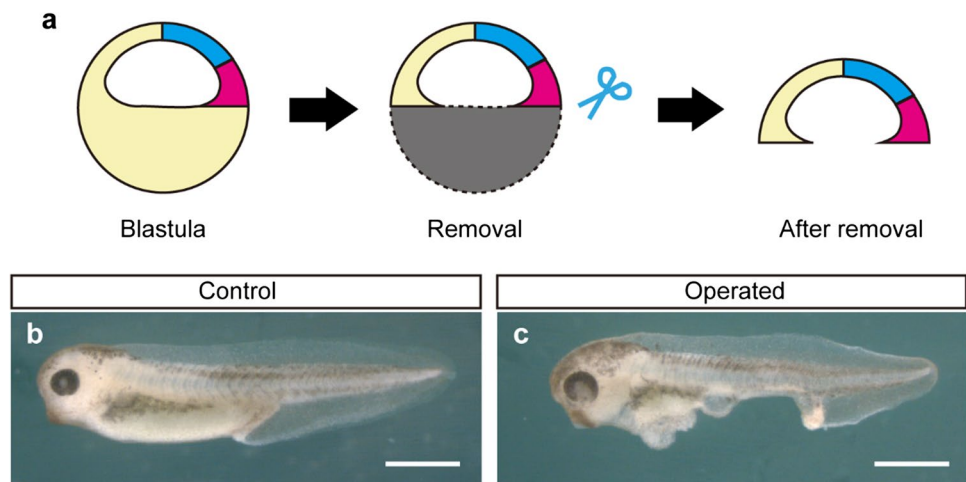 a
Blastula
Removal
After removal
Control
Operated
b
c